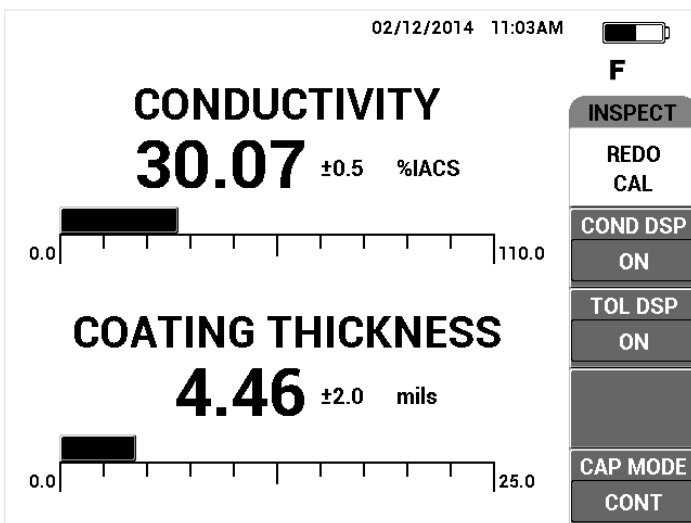 02/12/2014 11:03AM
F
CONDUCTIVITY
30.07 ±0.5 %IACS
0.0 110.0
COATING THICKNESS
4.46 ±2.0 mils
0.0 25.0
INSPECT
REDO
CAL
COND DSP
ON
TOL DSP
ON
CAP MODE
CONT